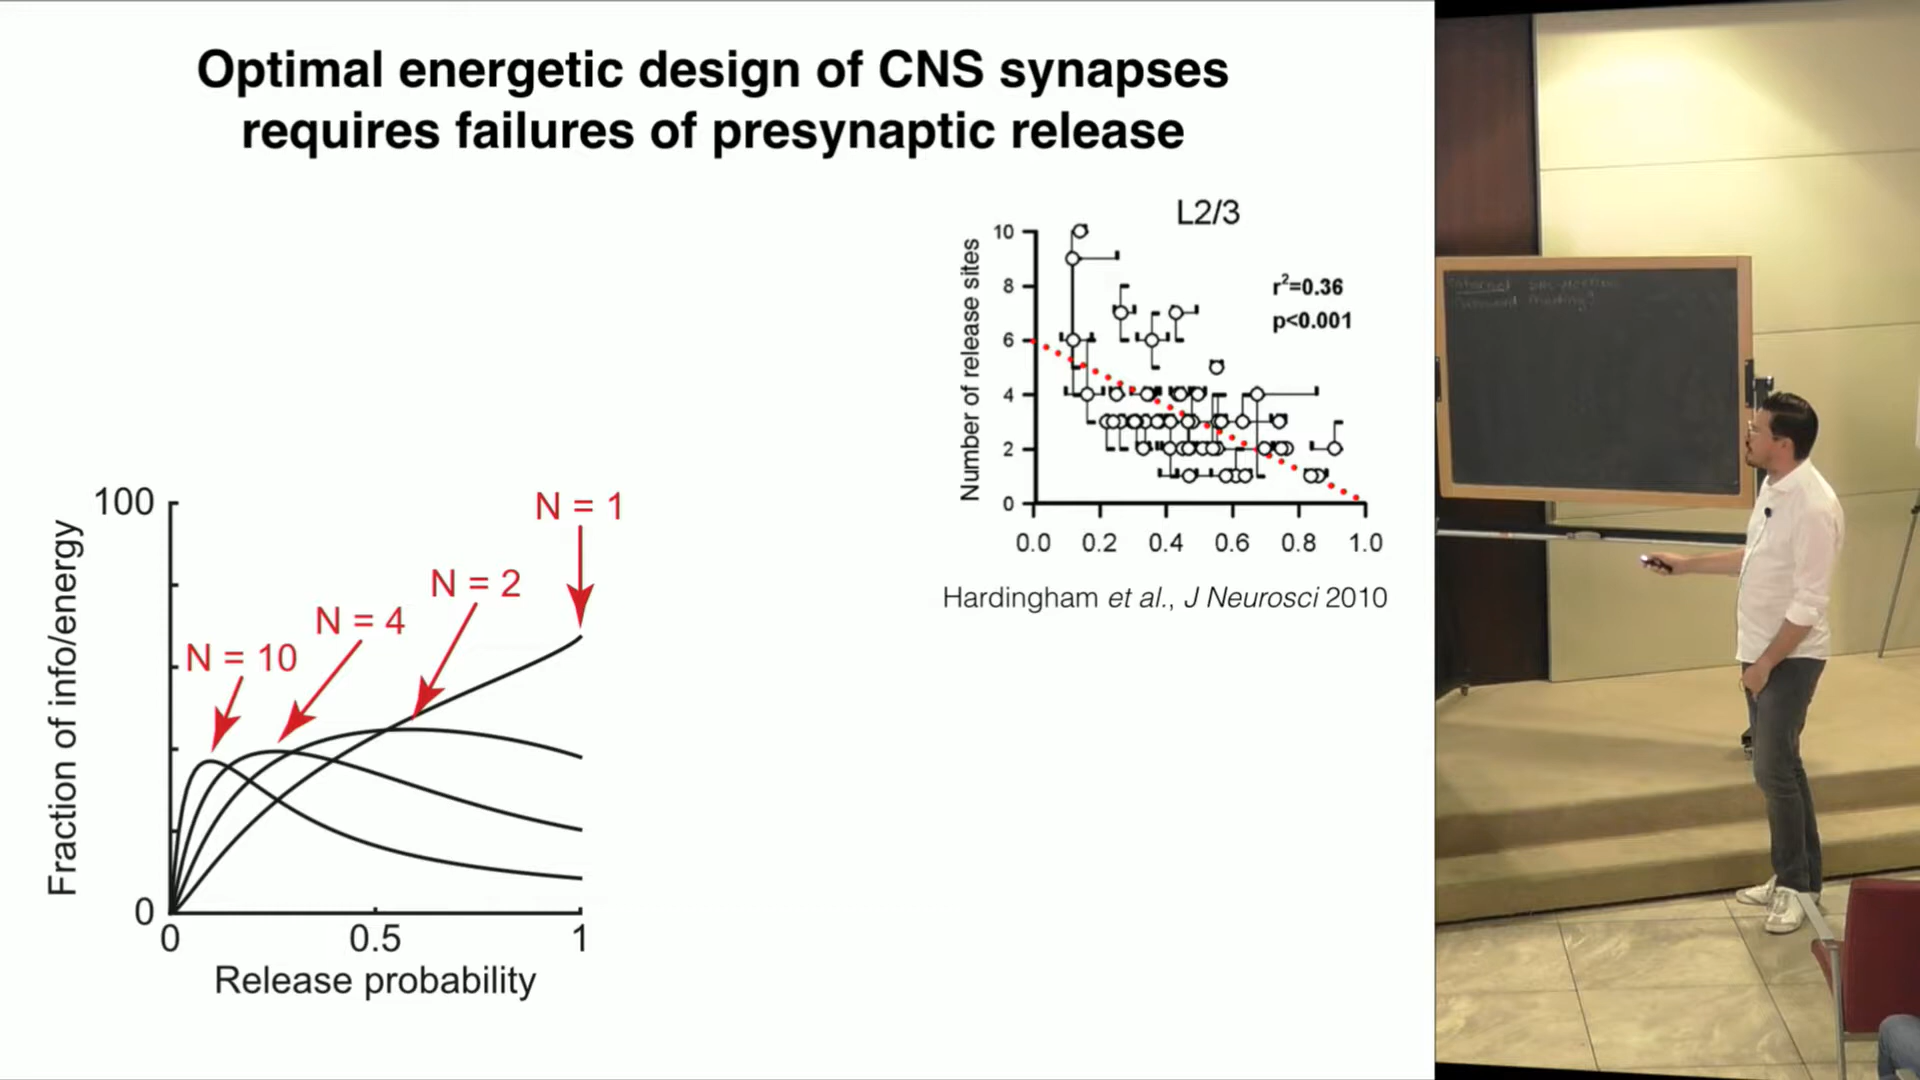 Optimal energetic design of CNS synapses
requires failures of presynaptic release
100
0
0
0.5
1
Fraction of info/energy
Release probability
N = 10
N = 4
N = 2
N = 1
L2/3
Number of release sites
10
8
6
4
2
0
0.0
0.2
0.4
0.6
0.8
1.0
r²=0.36
p<0.001
Hardingham et al., J Neurosci 2010